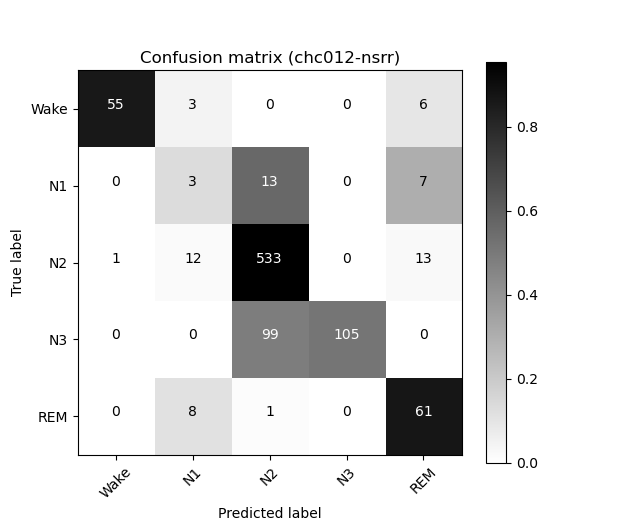 Confusion matrix (chc012-nsrr)
Wake 55 3 0 0 6
N1 0 3 13 0 7
N2 1 12 533 0 13
N3 0 0 99 105 0
REM 0 8 1 0 61
Wake N1 N2 N3 REM
Predicted label
True label
0.8
0.6
0.4
0.2
0.0